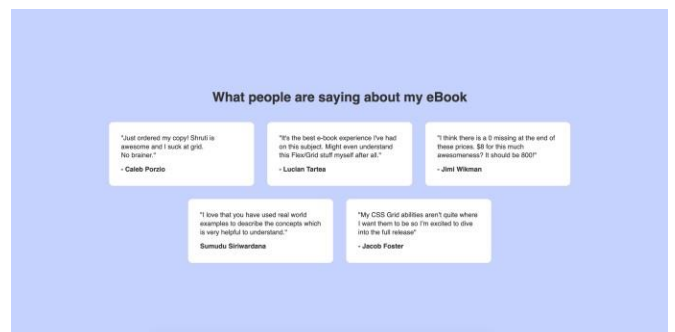 What people are saying about my eBook
"Just ordered my copy! Shruti is
awesome and I suck at grid.
No brainer."
- Caleb Porzio
"It's the best e-book experience I've had
on this subject. Might even understand
this Flex/Grid stuff myself after all."
- Lucian Tartea
"I think there is a 0 missing at the end of
these prices. $8 for this much
awesomeness? It should be 800!"
- Jimi Wikman
"I love that you have used real world
examples to describe the concepts which
is very helpful to understand."
Sumudu Siriwardana
"My CSS Grid abilities aren't quite where
I want them to be so I'm excited to dive
into the full release"
- Jacob Foster